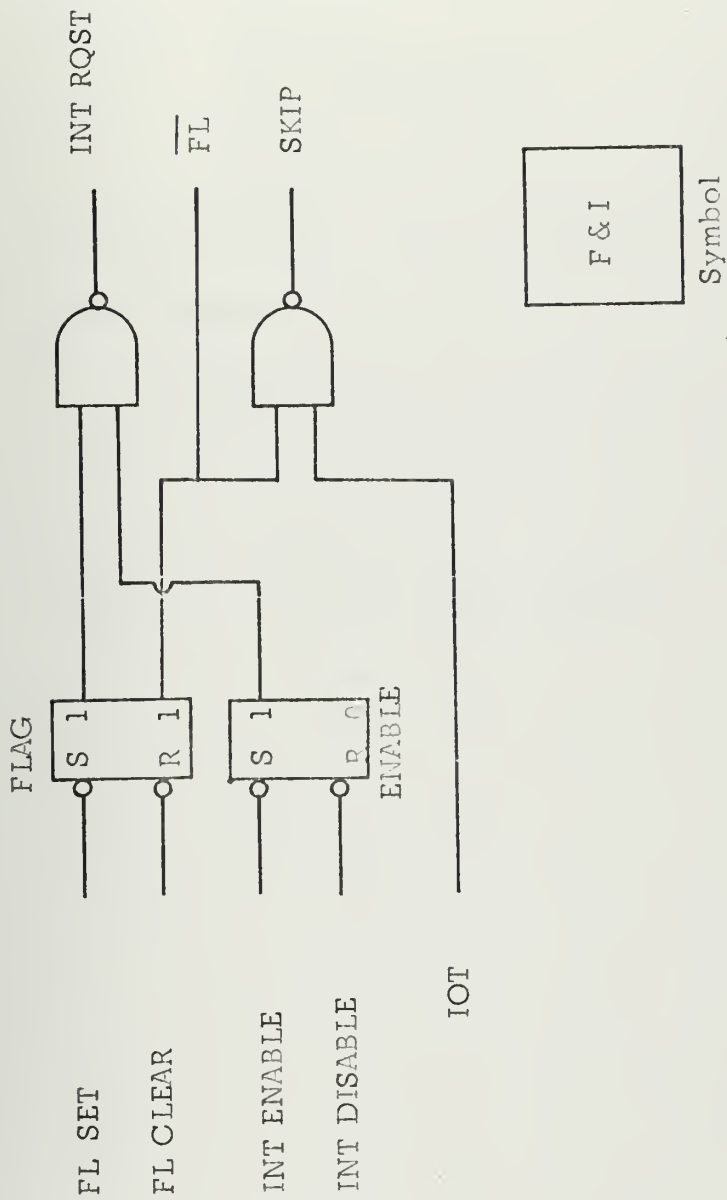 FLAG
FL SET
S 1
INT RQST
FL CLEAR
R 1
FL
INT ENABLE
S 1
SKIP
INT DISABLE
R 0
ENABLE
IOT
F & I
Symbol